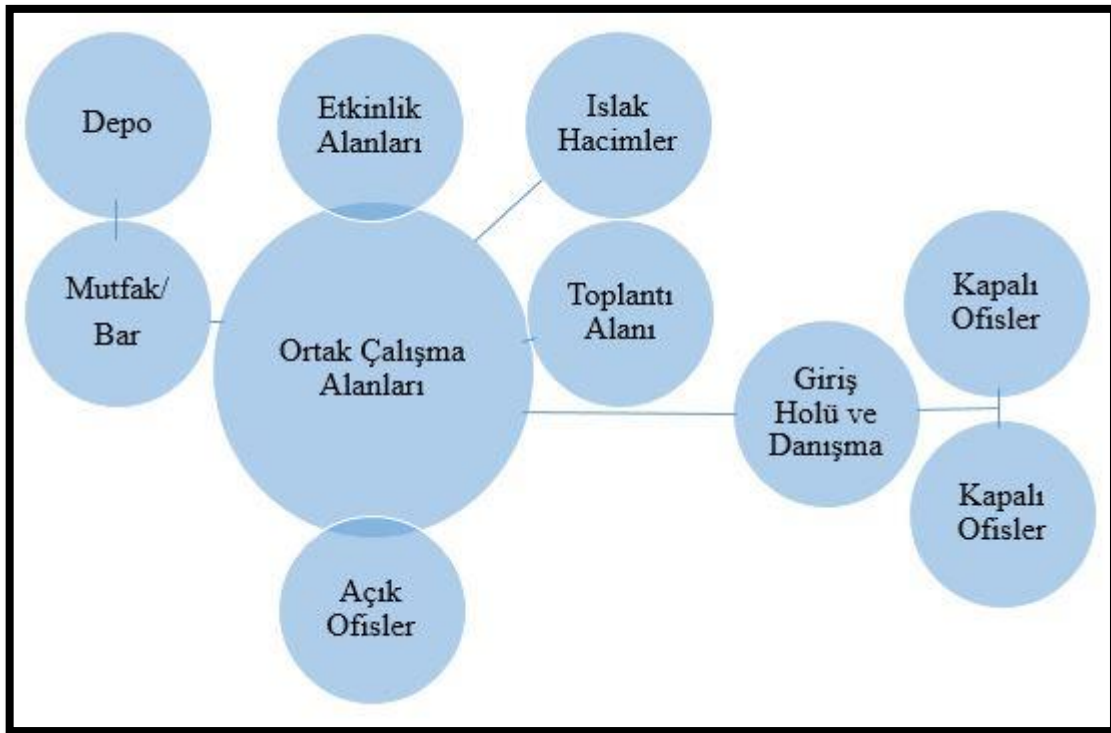 Depo
Etkinlik
Alanları
Islak
Hacimler
Mutfak/
Bar
Ortak Çalışma
Alanları
Toplantı
Alanı
Giriş
Holü ve
Danışma
Kapalı
Ofisler
Kapalı
Ofisler
Açık
Ofisler